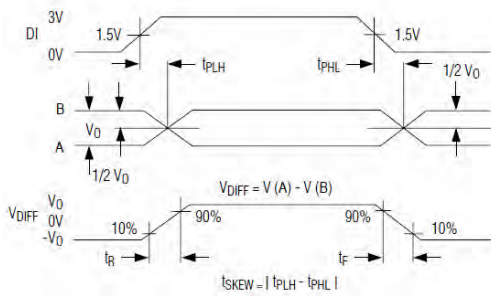 3V
DI
1.5V
1.5V
0V
tPLH
tPHL
1/2 VO
B
VO
A
1/2 VO
VDIFF = V (A) - V (B)
VO
VDIFF 0V
-VO
10%
90%
90%
10%
tR
tF
tSKEW = | tPLH - tPHL |